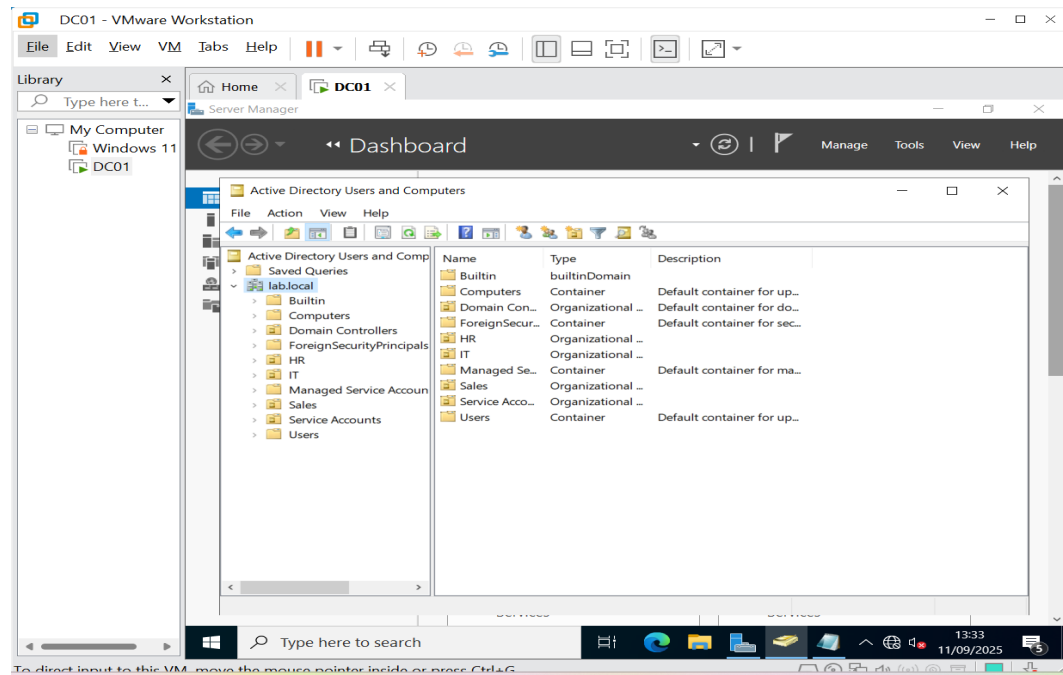 DC01 - VMware Workstation
File Edit View VM Tabs Help
Library
Type here t...
My Computer
Windows 11
DC01
Home
DC01
Server Manager
Dashboard
Manage Tools View Help
Active Directory Users and Computers
File Action View Help
Active Directory Users and Comp
Saved Queries
lab.local
Builtin
Computers
Domain Controllers
ForeignSecurityPrincipals
HR
IT
Managed Service Accoun
Sales
Service Accounts
Users
Name Type Description
Builtin builtinDomain
Computers Container Default container for up...
Domain Con... Organizational ... Default container for do...
ForeignSecur... Container Default container for sec...
HR Organizational ...
IT Organizational ...
Managed Se... Container Default container for ma...
Sales Organizational ...
Service Acco... Organizational ...
Users Container Default container for up...
Type here to search
13:33
11/09/2025
5
To direct input to this VM, move the mouse pointer inside or press Ctrl+G.